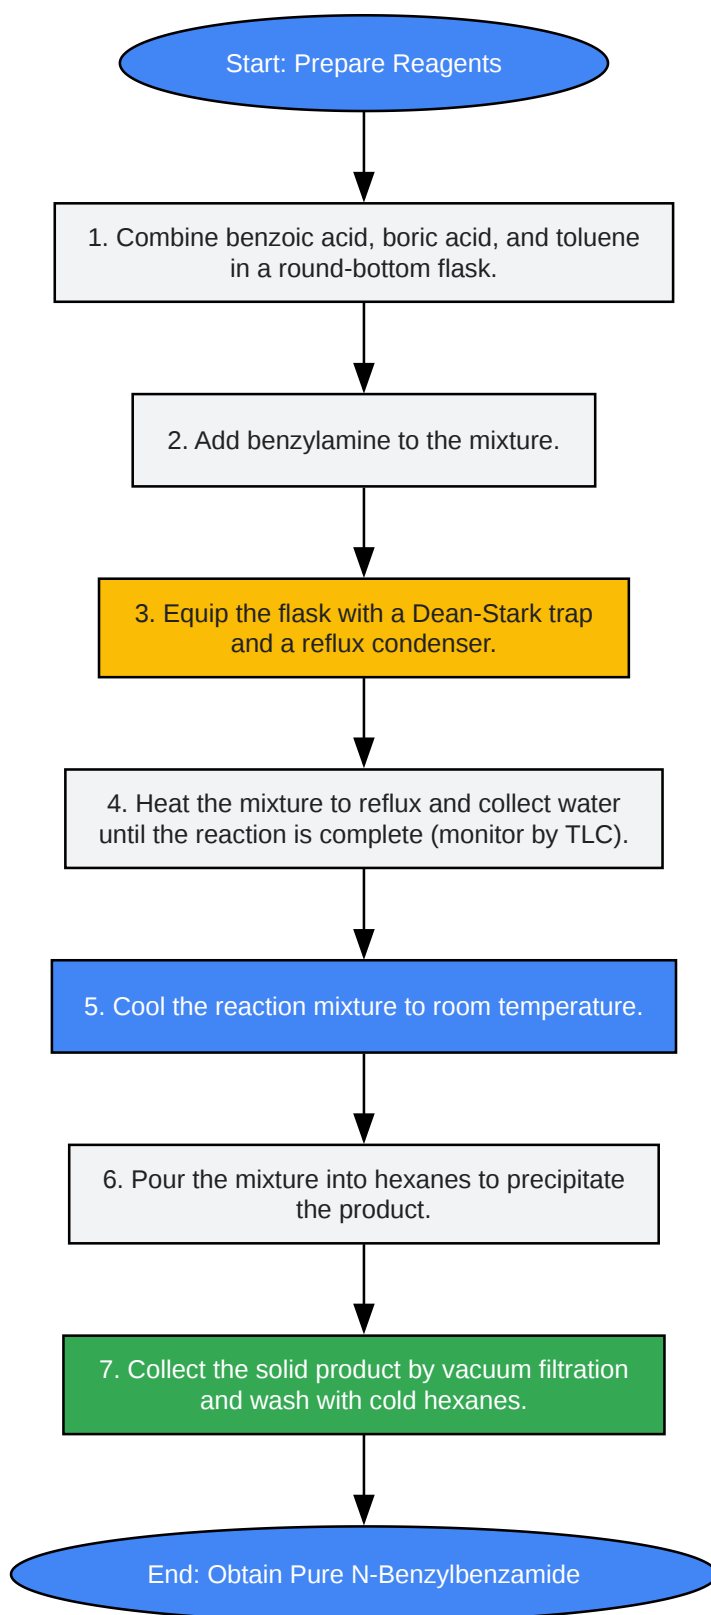 Start: Prepare Reagents
1. Combine benzoic acid, boric acid, and toluene
in a round-bottom flask.
2. Add benzylamine to the mixture.
3. Equip the flask with a Dean-Stark trap
and a reflux condenser.
4. Heat the mixture to reflux and collect water
until the reaction is complete (monitor by TLC).
5. Cool the reaction mixture to room temperature.
6. Pour the mixture into hexanes to precipitate
the product.
7. Collect the solid product by vacuum filtration
and wash with cold hexanes.
End: Obtain Pure N-Benzylbenzamide